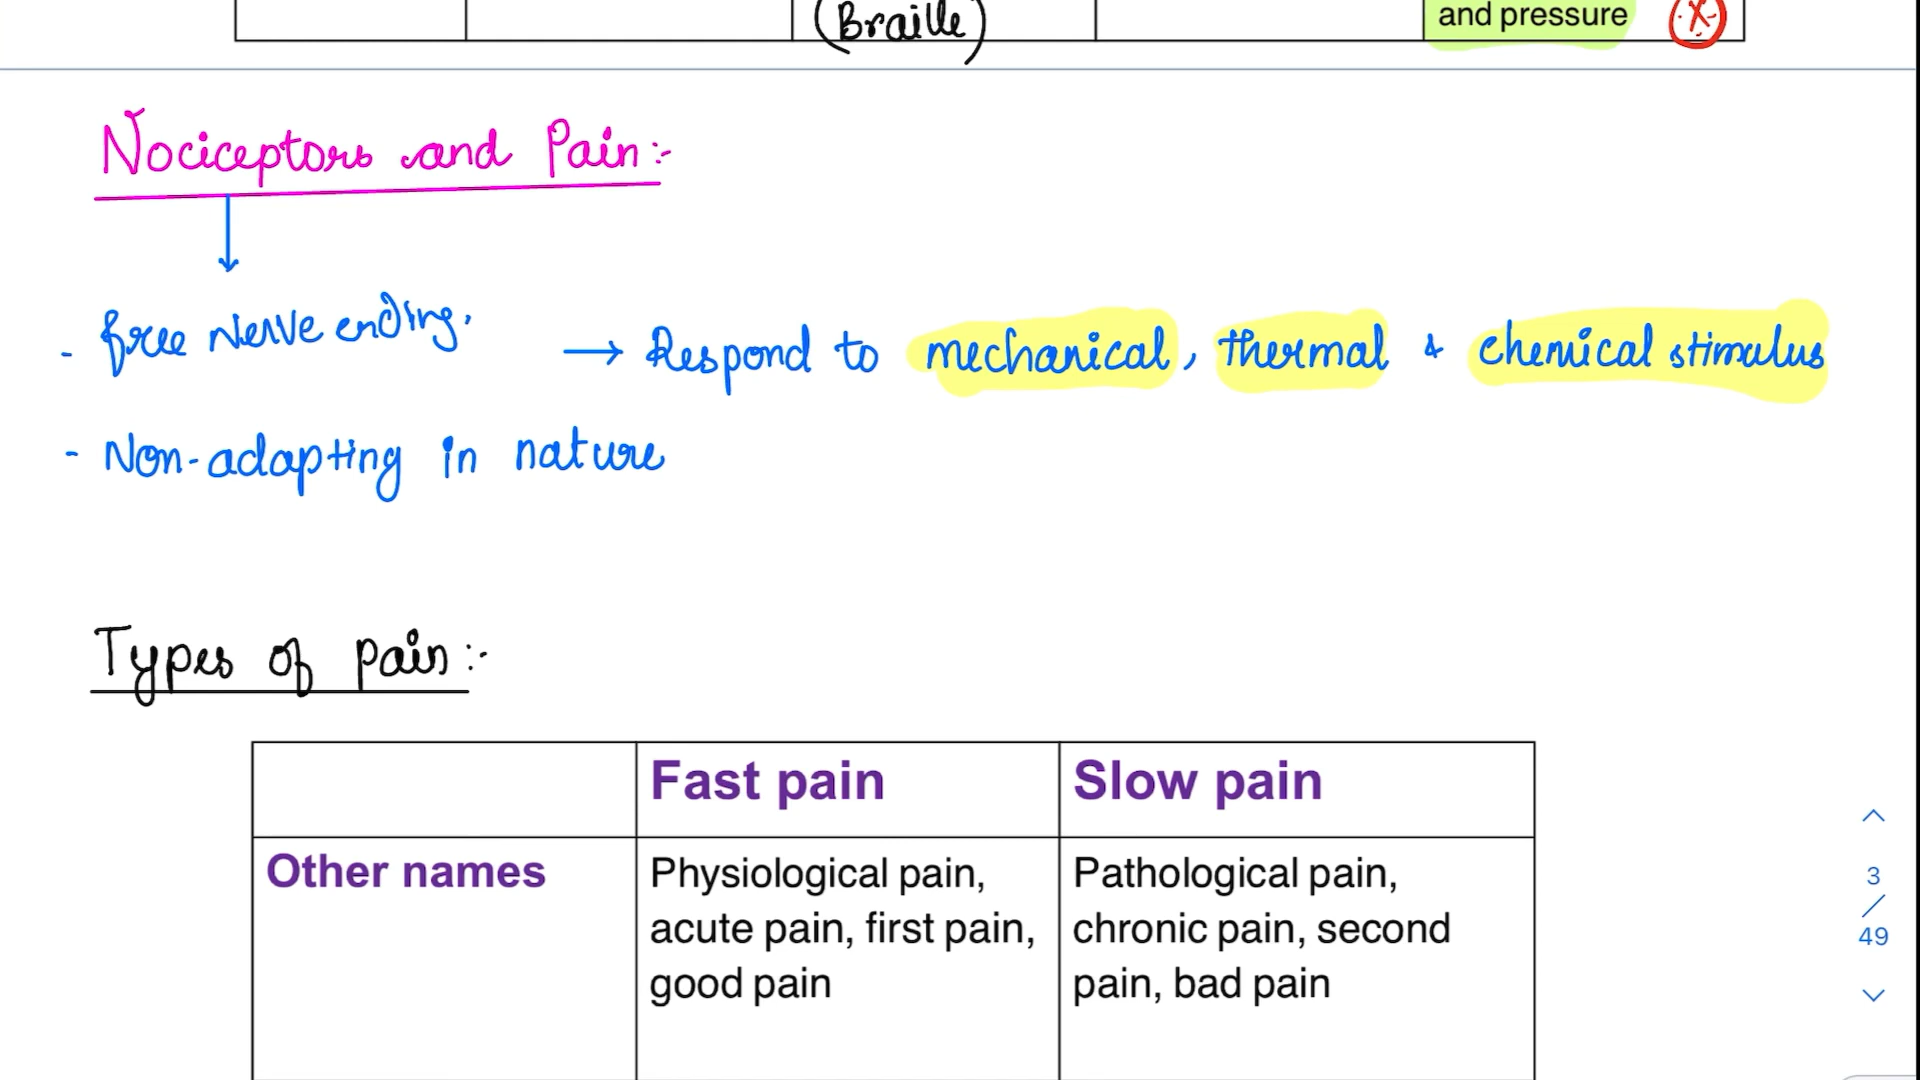 (Braille)
and pressure
Nociceptors and Pain:-
- free Nerve ending. → Respond to mechanical, thermal & chemical stimulus
- Non-adapting in nature
Types of pain:-
Fast pain Slow pain
Other names Physiological pain, Pathological pain,
acute pain, first pain, chronic pain, second
good pain pain, bad pain
3
/
49